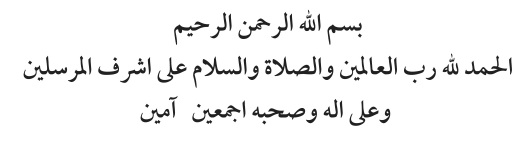 بسم الله الرحمن الرحيم
الحمد لله رب العالمين والصلاة والسلام على اشرف المرسلين
وعلى اله وصحبه اجمعين آمين